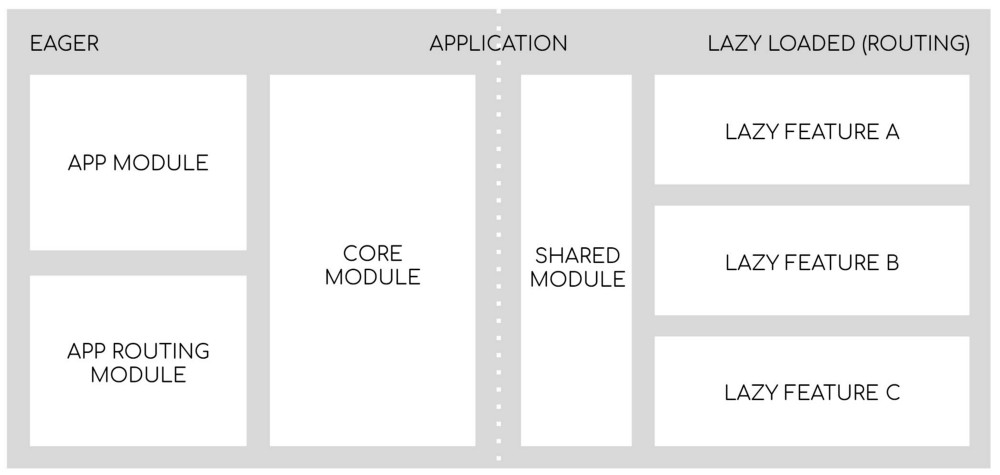 EAGER
APPLICATION
LAZY LOADED (ROUTING)
APP MODULE
APP ROUTING
MODULE
CORE
MODULE
SHARED
MODULE
LAZY FEATURE A
LAZY FEATURE B
LAZY FEATURE C